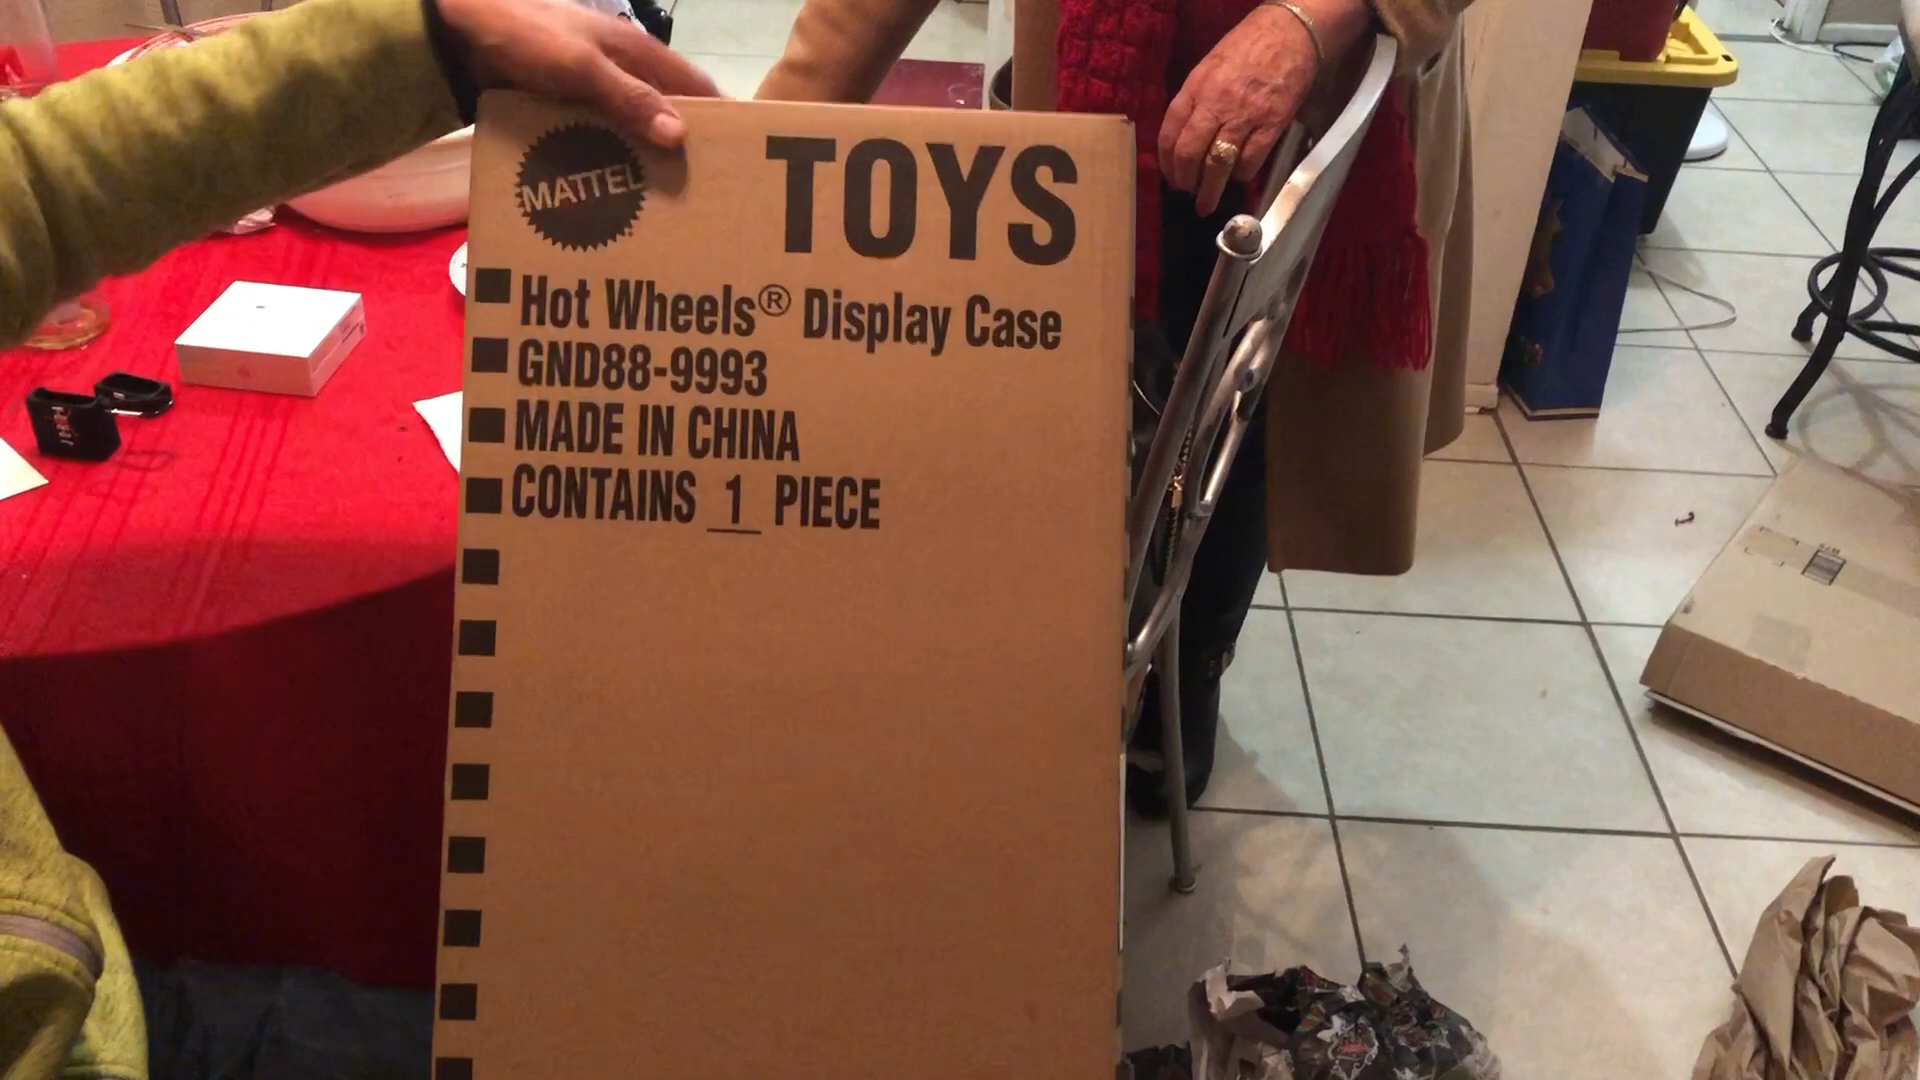 MATTEL
TOYS
Hot Wheels® Display Case
GND88-9993
MADE IN CHINA
CONTAINS 1 PIECE